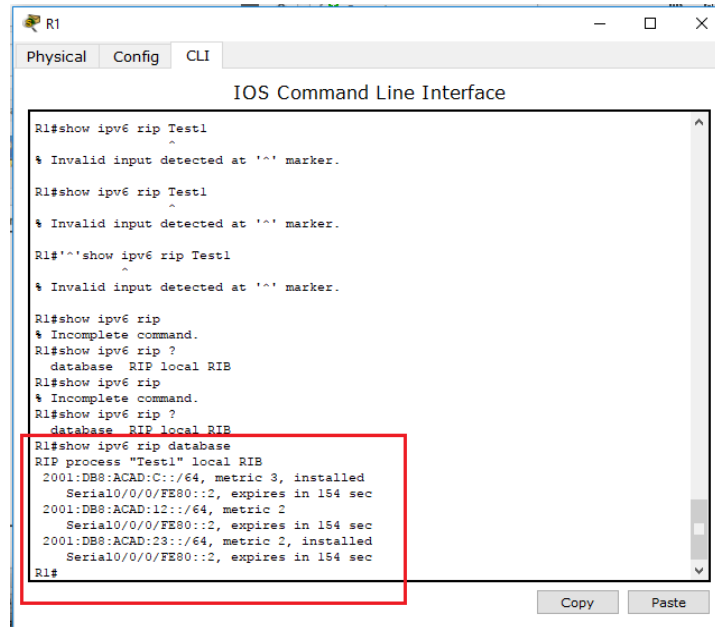 R1
Physical Config CLI
IOS Command Line Interface
R1#show ipv6 rip Test1
^
% Invalid input detected at '^' marker.
R1#show ipv6 rip Test1
^
% Invalid input detected at '^' marker.
R1#'^'show ipv6 rip Test1
^
% Invalid input detected at '^' marker.
R1#show ipv6 rip
% Incomplete command.
R1#show ipv6 rip ?
database RIP local RIB
R1#show ipv6 rip
% Incomplete command.
R1#show ipv6 rip ?
database RIP local RIB
R1#show ipv6 rip database
RIP process "Test1" local RIB
2001:DB8:ACAD:C::/64, metric 3, installed
Serial0/0/0/FE80::2, expires in 154 sec
2001:DB8:ACAD:12::/64, metric 2
Serial0/0/0/FE80::2, expires in 154 sec
2001:DB8:ACAD:23::/64, metric 2, installed
Serial0/0/0/FE80::2, expires in 154 sec
R1#
Copy Paste